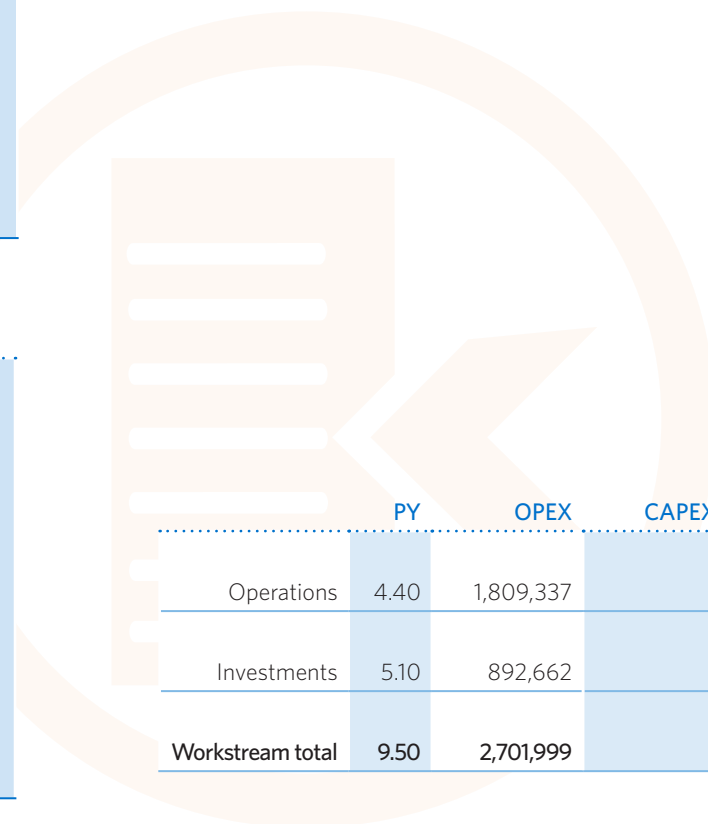 PY OPEX CAPEX
Operations 4.40 1,809,337
Investments 5.10 892,662
Workstream total 9.50 2,701,999